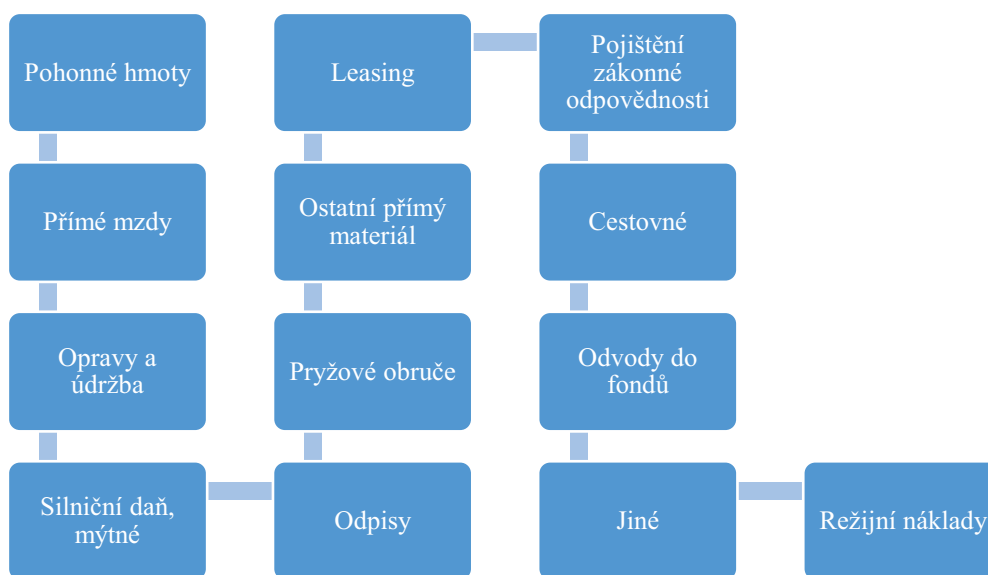 Pohonné hmoty
Přímé mzdy
Opravy a
údržba
Silniční daň,
mýtné
Odpisy
Pryžové obruče
Ostatní přímý
materiál
Leasing
Pojištění
zákonné
odpovědnosti
Cestovné
Odvody do
fondů
Jiné
Režijní náklady